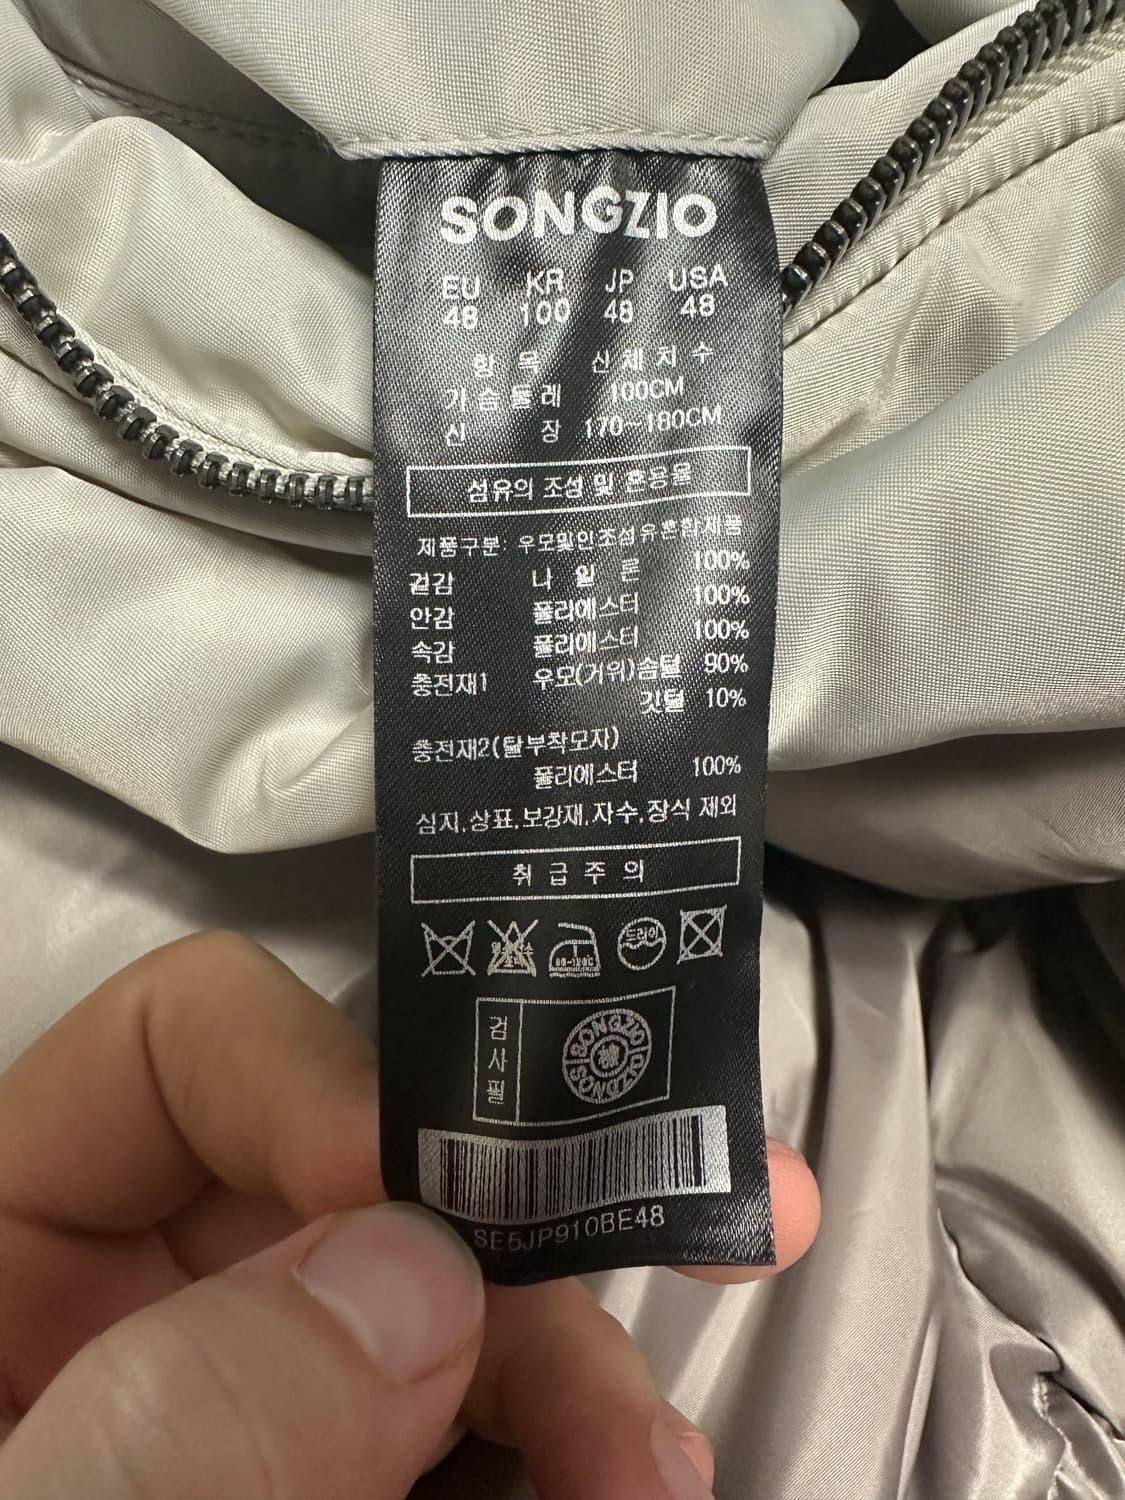 SONGZIO
EU KR JP USA
48 100 48 48
항 목 신 체 치 수
가 슴 둘 레 100CM
신 장 170~180CM
섬유의 조성 및 혼용율
제품구분: 우모및인조섬유혼합제품
겉감 나 일 론 100%
안감 폴리에스터 100%
속감 폴리에스터 100%
충전재1 우모(거위)솜털 90%
깃털 10%
충전재2(탈부착모자)
폴리에스터 100%
심지,상표,보강재,자수,장식 제외
취 급 주 의
드라이
80-120C
검사필
SONGZIO SONGZIO
SE5JP910BE48